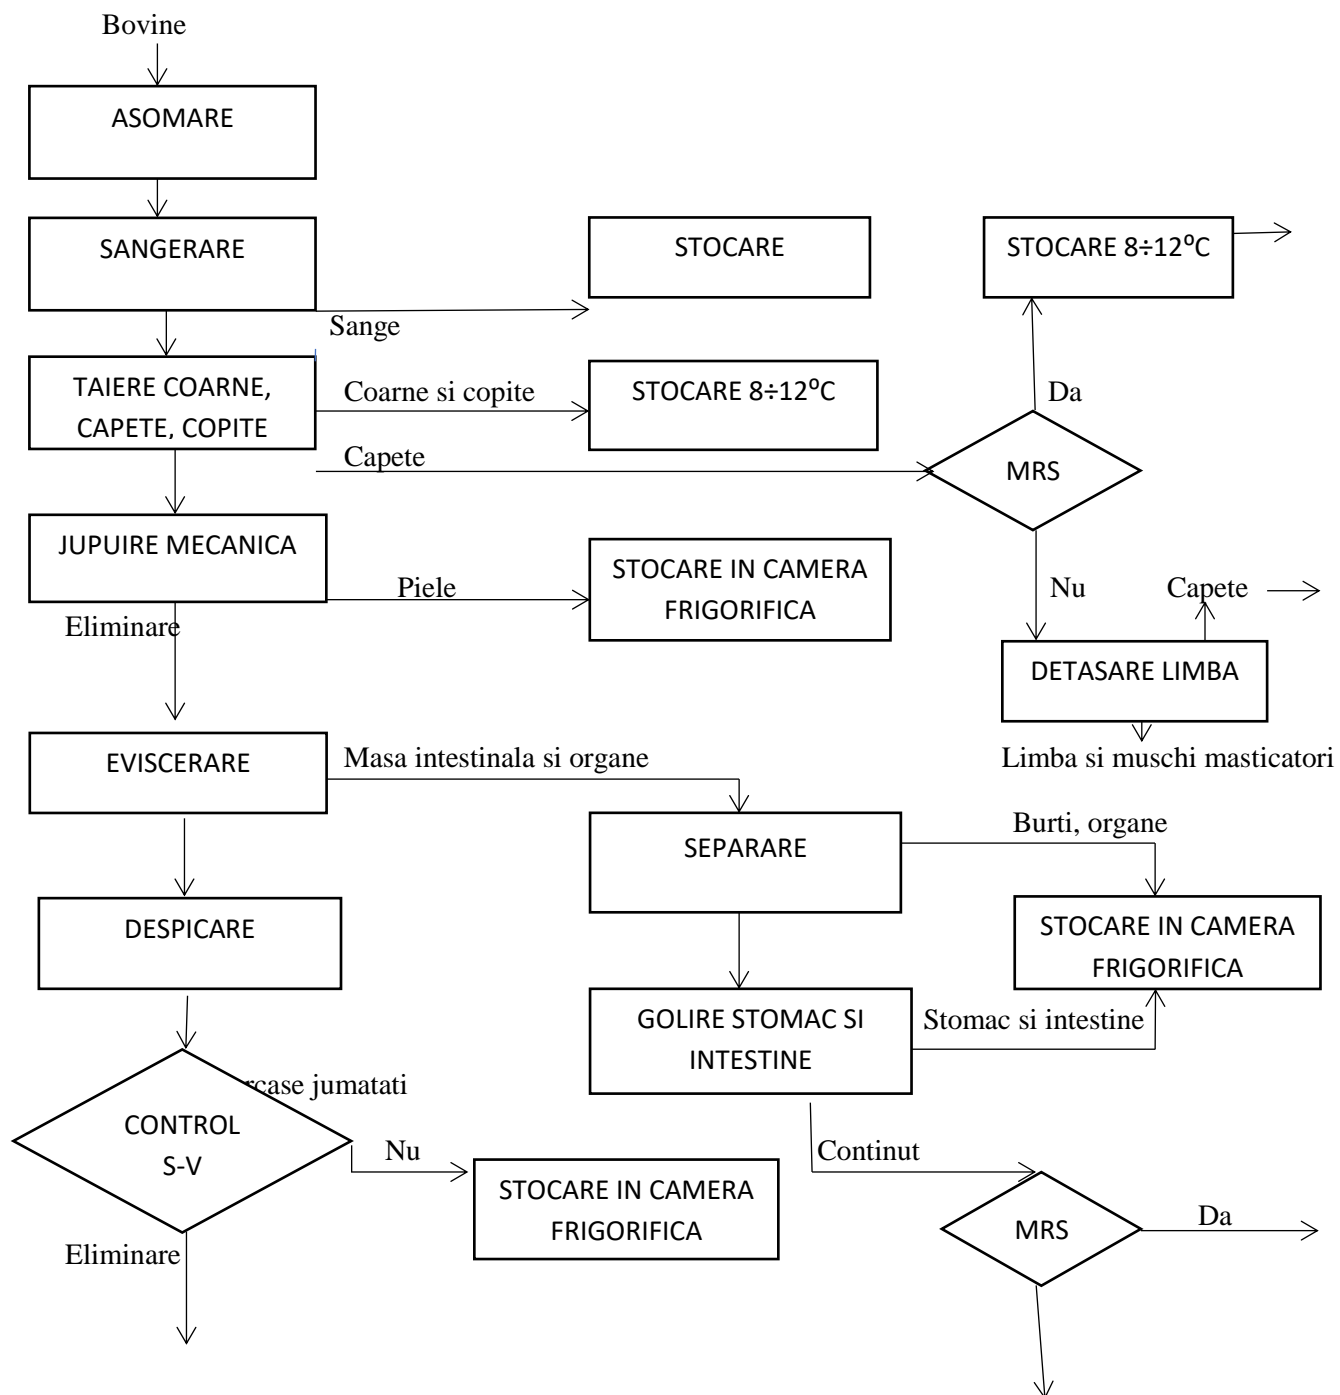 Bovine
ASOMARE
SANGERARE
STOCARE
STOCARE 8÷12⁰C
Sange
TAIERE COARNE,
CAPETE, COPITE
Coarne si copite
STOCARE 8÷12⁰C
Da
Capete
MRS
JUPUIRE MECANICA
Piele
STOCARE IN CAMERA
FRIGORIFICA
Nu
Capete
Eliminare
DETASARE LIMBA
Limba si muschi masticatori
EVISCERARE
Masa intestinala si organe
SEPARARE
Burti, organe
STOCARE IN CAMERA
FRIGORIFICA
DESPICARE
GOLIRE STOMAC SI
INTESTINE
Stomac si intestine
rcase jumatati
CONTROL
S-V
Nu
STOCARE IN CAMERA
FRIGORIFICA
Continut
MRS
Da
Eliminare